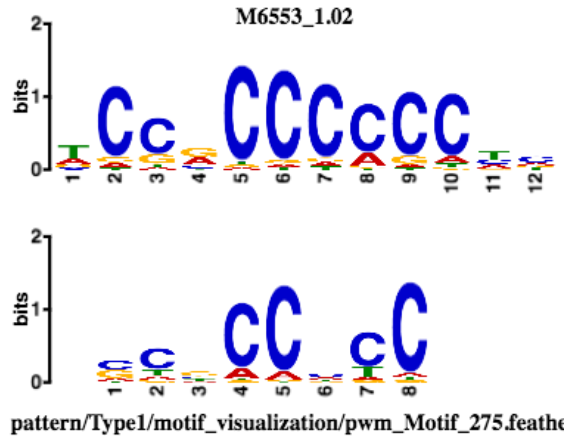 M6553_1.02
2
bits
1
0
1 2 3 4 5 6 7 8 9 10 11 12
2
bits
1
0
1 2 3 4 5 6 7 8
pattern/Type1/motif_visualization/pwm_Motif_275.feathe